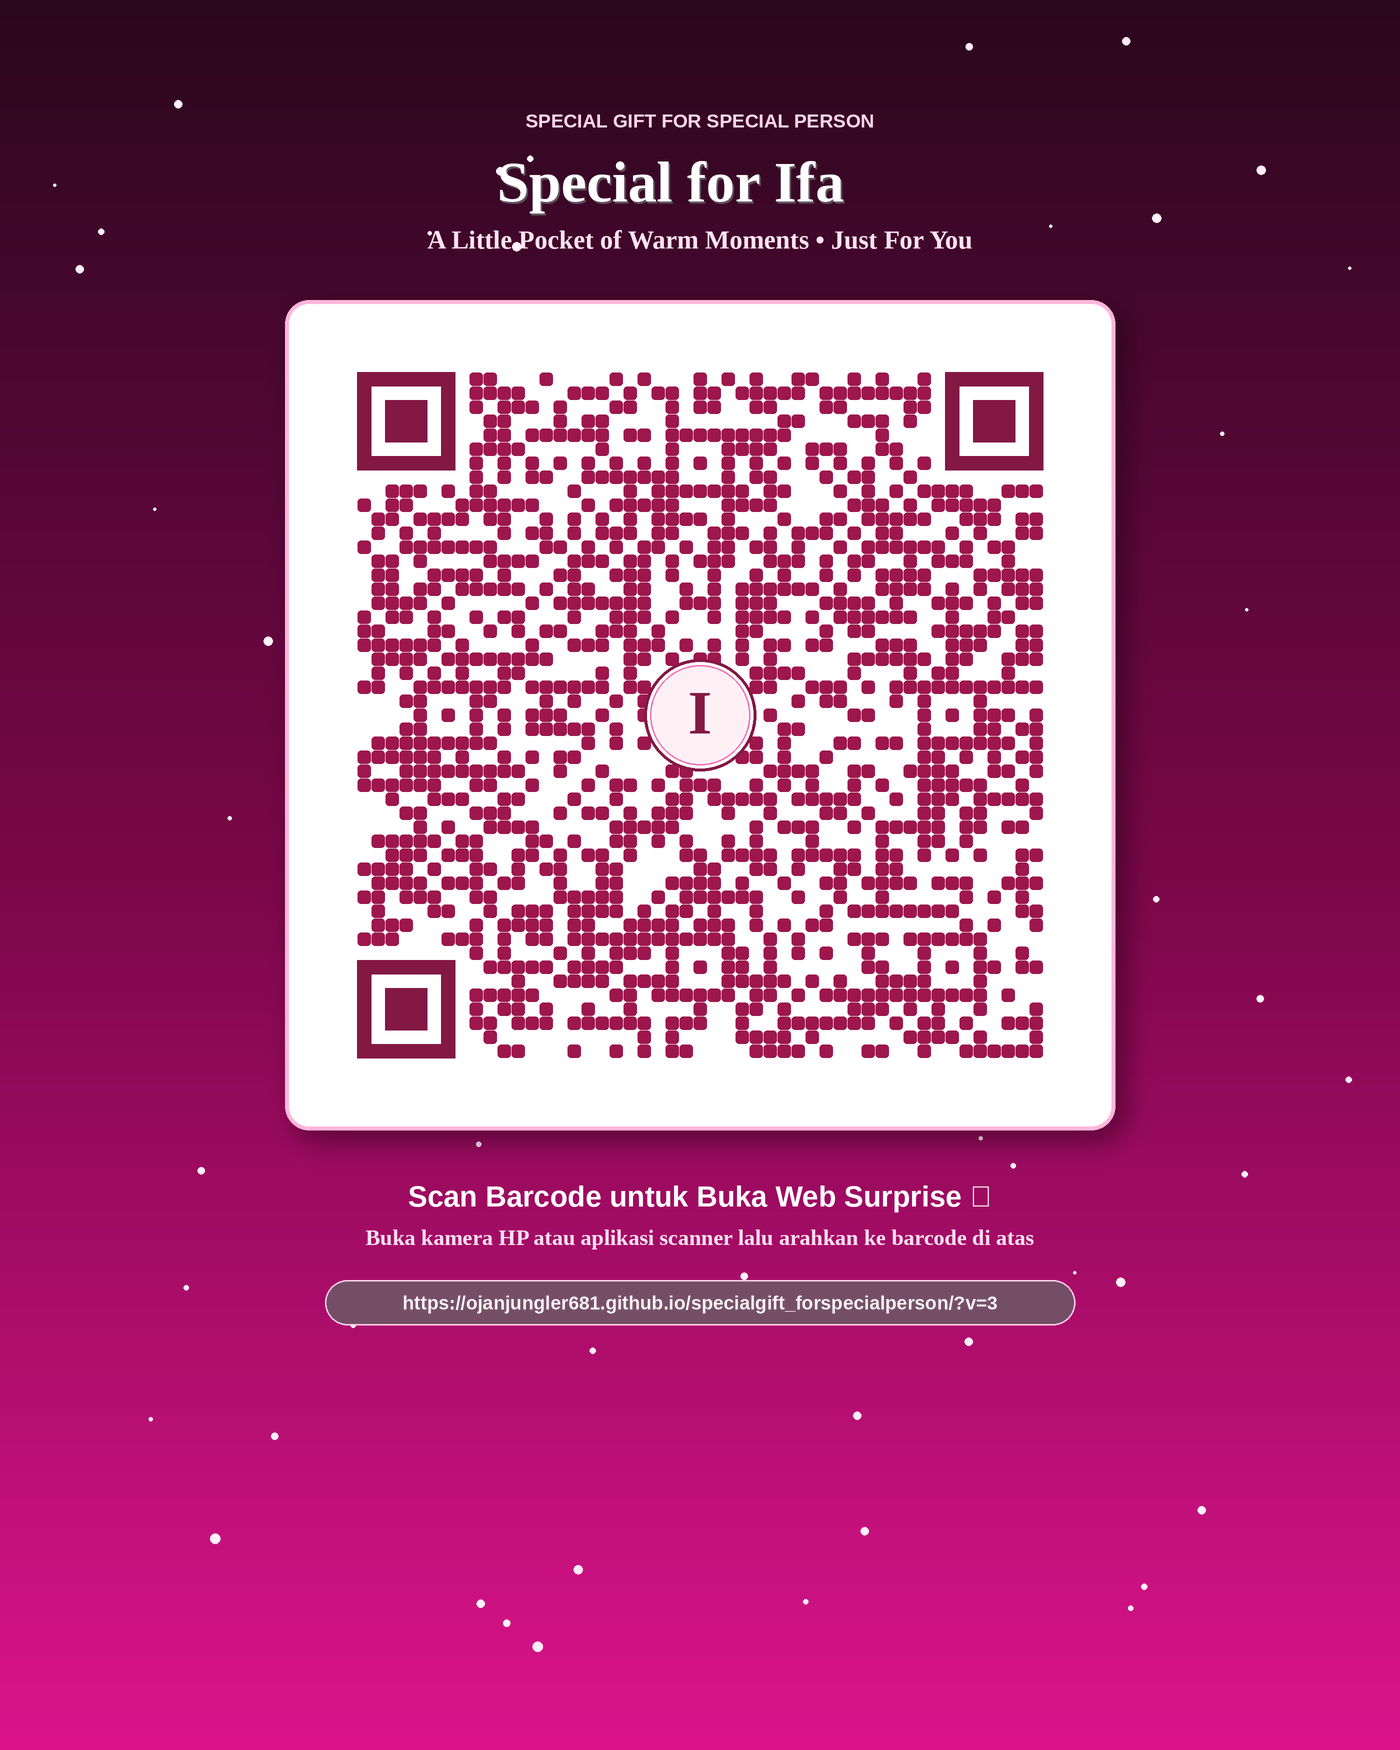 SPECIAL GIFT FOR SPECIAL PERSON
Special for Ifa
A Little Pocket of Warm Moments • Just For You
I
Scan Barcode untuk Buka Web Surprise
Buka kamera HP atau aplikasi scanner lalu arahkan ke barcode di atas
https://ojanjungler681.github.io/specialgift_forspecialperson/?v=3